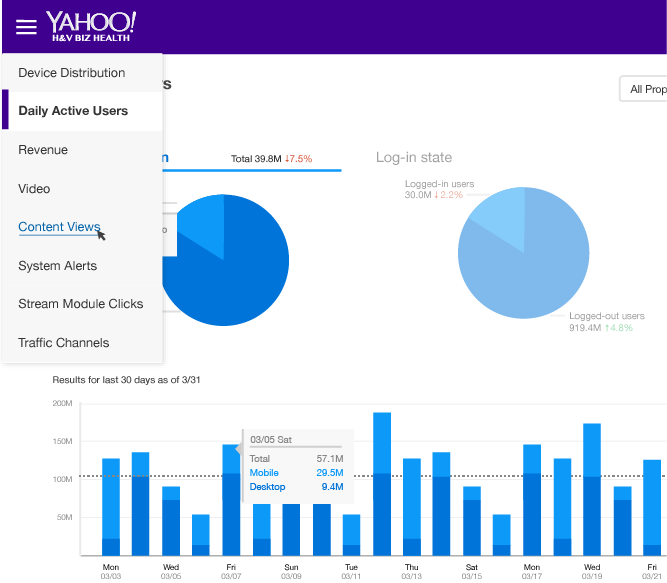 YAHOO!
H&V BIZ HEALTH
Device Distribution
Daily Active Users
Revenue
Video
Content Views
System Alerts
Stream Module Clicks
Traffic Channels
rs
All Prop
n
Total 39.8M ↓7.5%
Log-in state
Logged-in users
30.0M ↓2.2%
o
Logged-out users
919.4M ↑4.8%
Results for last 30 days as of 3/31
200M
150M
100M
50M
03/05 Sat
Total 57.1M
Mobile 29.5M
Desktop 9.4M
Mon Wed Fri Sun Tue Thu Sat Mon Wed Fri
03/03 03/05 03/07 03/09 03/11 03/13 03/15 03/17 03/19 03/21